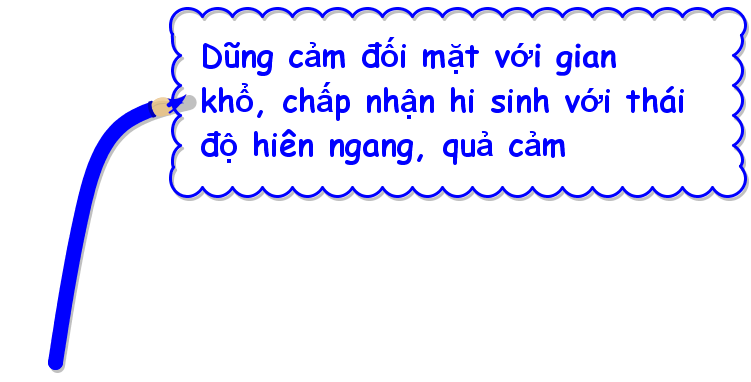 Dũng cảm đối mặt với gian
khổ, chấp nhận hi sinh với thái
độ hiên ngang, quả cảm